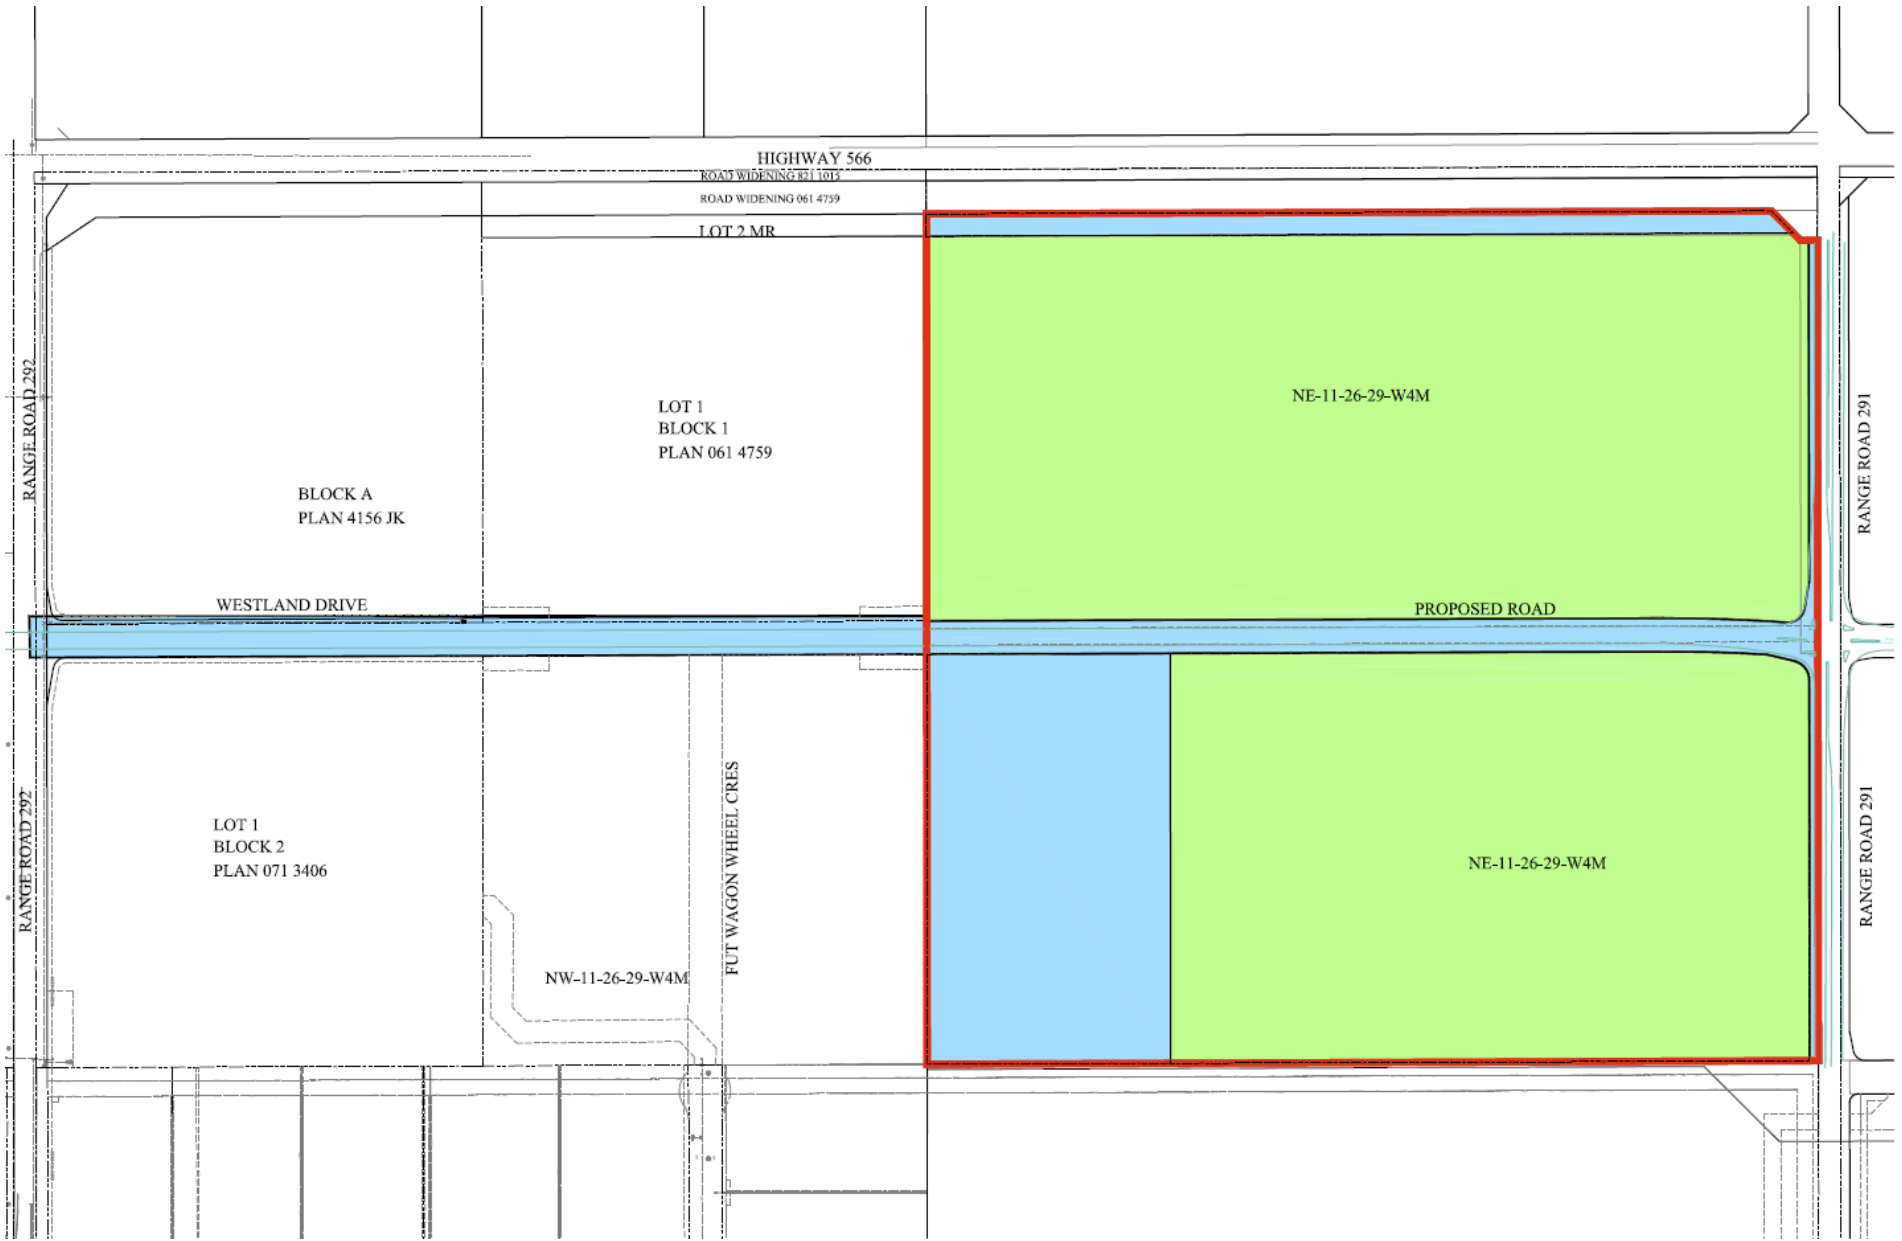 HIGHWAY 566
ROAD WIDENING 821 1015
ROAD WIDENING 061 4759
LOT 2 MR
RANGE ROAD 292
LOT 1
BLOCK 1
PLAN 061 4759
NE-11-26-29-W4M
RANGE ROAD 291
BLOCK A
PLAN 4156 JK
WESTLAND DRIVE
PROPOSED ROAD
RANGE ROAD 292
LOT 1
BLOCK 2
PLAN 071 3406
FUT WAGON WHEEL CRES
NW-11-26-29-W4M
NE-11-26-29-W4M
RANGE ROAD 291